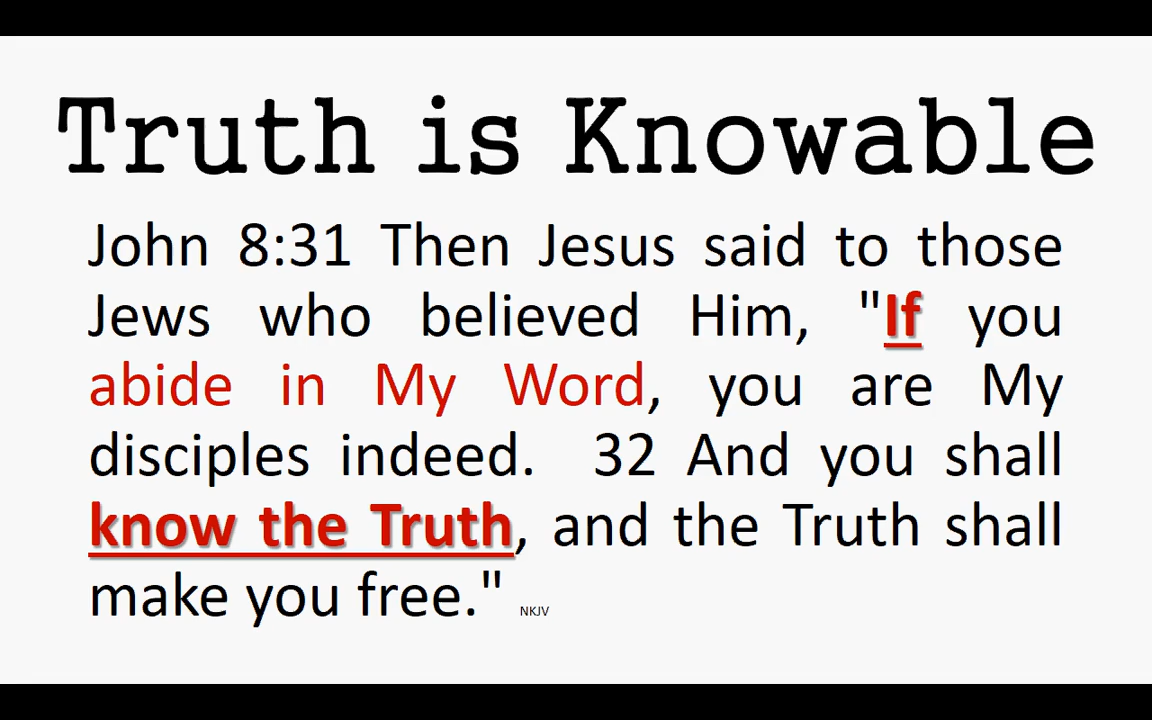 Truth is Knowable
John 8:31 Then Jesus said to those
Jews who believed Him, "If you
abide in My Word, you are My
disciples indeed. 32 And you shall
know the Truth, and the Truth shall
make you free." NKJV